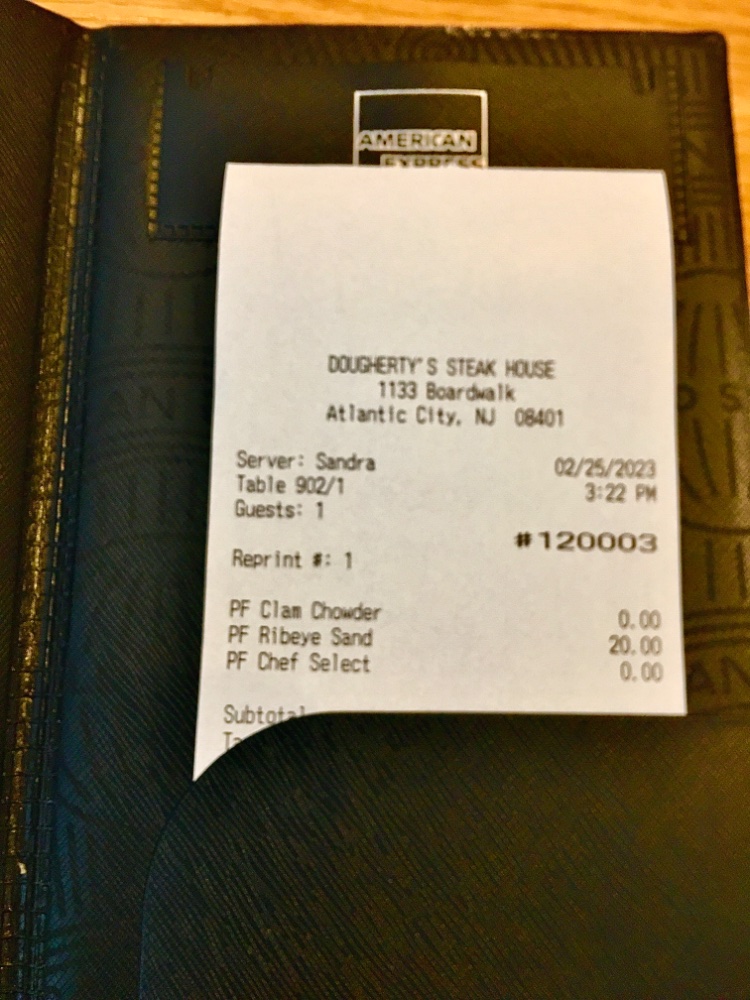 AMERICAN
EXPRESS
DOUGHERTY'S STEAK HOUSE
1133 Boardwalk
Atlantic City, NJ 08401
Server: Sandra 02/25/2023
Table 902/1 3:22 PM
Guests: 1
#120003
Reprint #: 1
PF Clam Chowder 0.00
PF Ribeye Sand 20.00
PF Chef Select 0.00
Subtotal